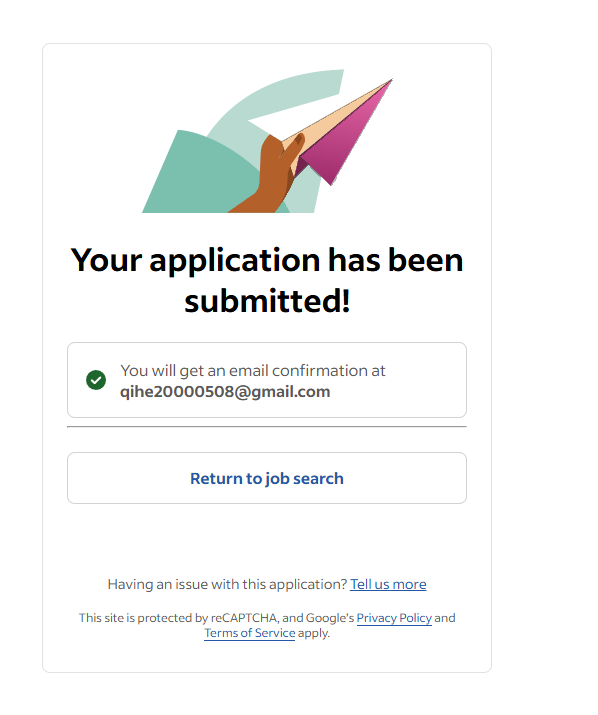 Your application has been
submitted!
You will get an email confirmation at
qihe20000508@gmail.com
Return to job search
Having an issue with this application? Tell us more
This site is protected by reCAPTCHA, and Google's Privacy Policy and
Terms of Service apply.